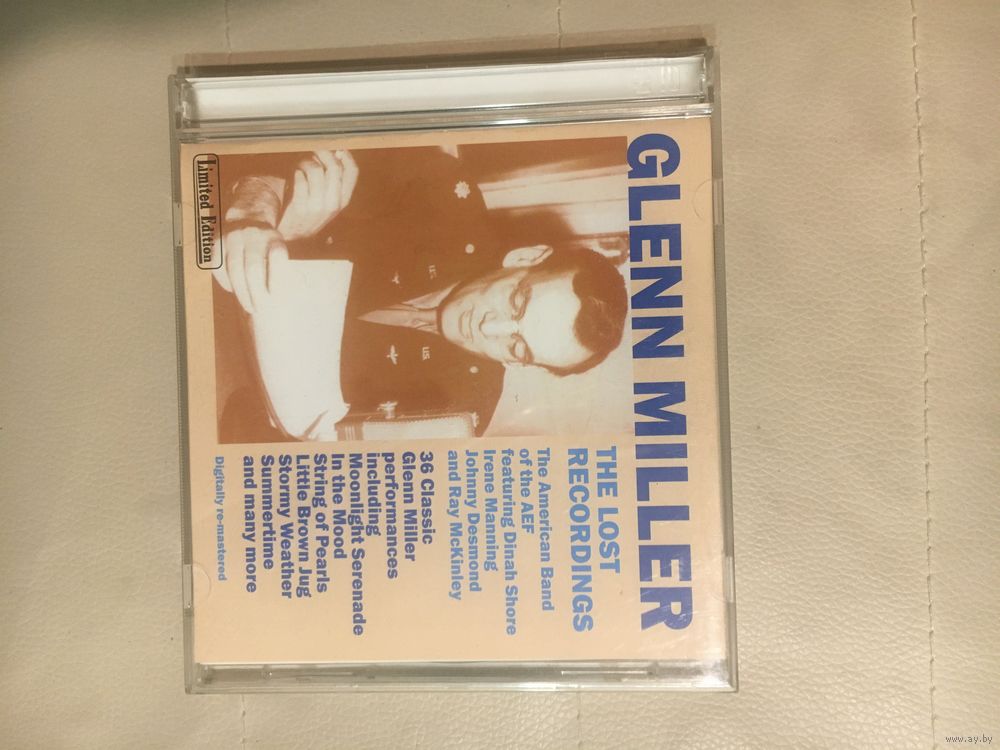 GLENN MILLER
THE LOST
RECORDINGS
The American Band
of the AEF
featuring Dinah Shore
Irene Manning
Johnny Desmond
and Ray McKinley
36 Classic
Glenn Miller
performances
including
Moonlight Serenade
In the Mood
String of Pearls
Little Brown Jug
Stormy Weather
Summertime
and many more
Digitally re-mastered
Limited Edition
U.S.
U.S.
www.ay.by